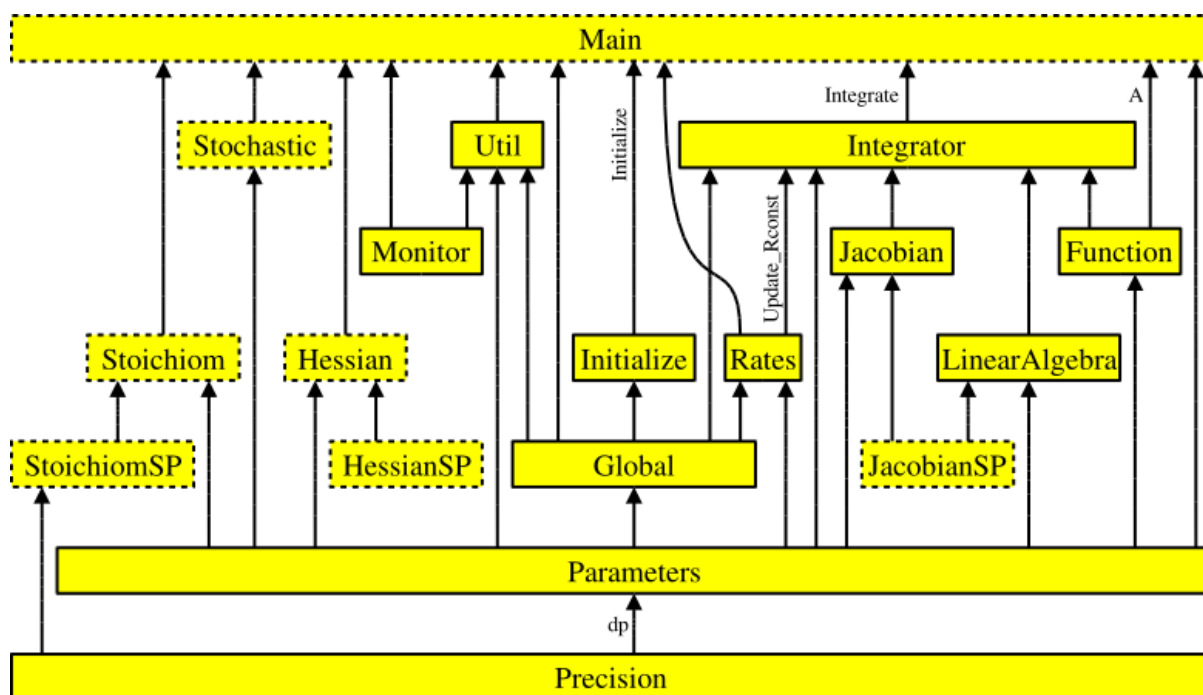 Main
Integrate
A
Stochastic
Util
Initialize
Integrator
Monitor
Update_Rconst
Jacobian
Function
Stoichiom
Hessian
Initialize
Rates
LinearAlgebra
StoichiomSP
HessianSP
Global
JacobianSP
Parameters
dp
Precision